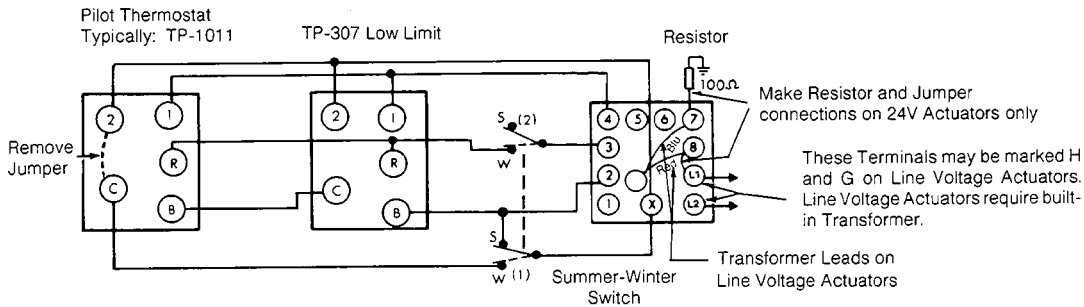 Pilot Thermostat
Typically: TP-1011
TP-307 Low Limit
Resistor
100Ω
Make Resistor and Jumper
connections on 24V Actuators only
2
1
2
1
S
(2)
W
4
5
6
7
Remove
Jumper
R
R
3
Blu
8
Red
These Terminals may be marked H
and G on Line Voltage Actuators.
Line Voltage Actuators require built-
in Transformer.
C
C
2
L1
B
B
1
X
L2
S
W
(1)
Summer-Winter
Switch
Transformer Leads on
Line Voltage Actuators